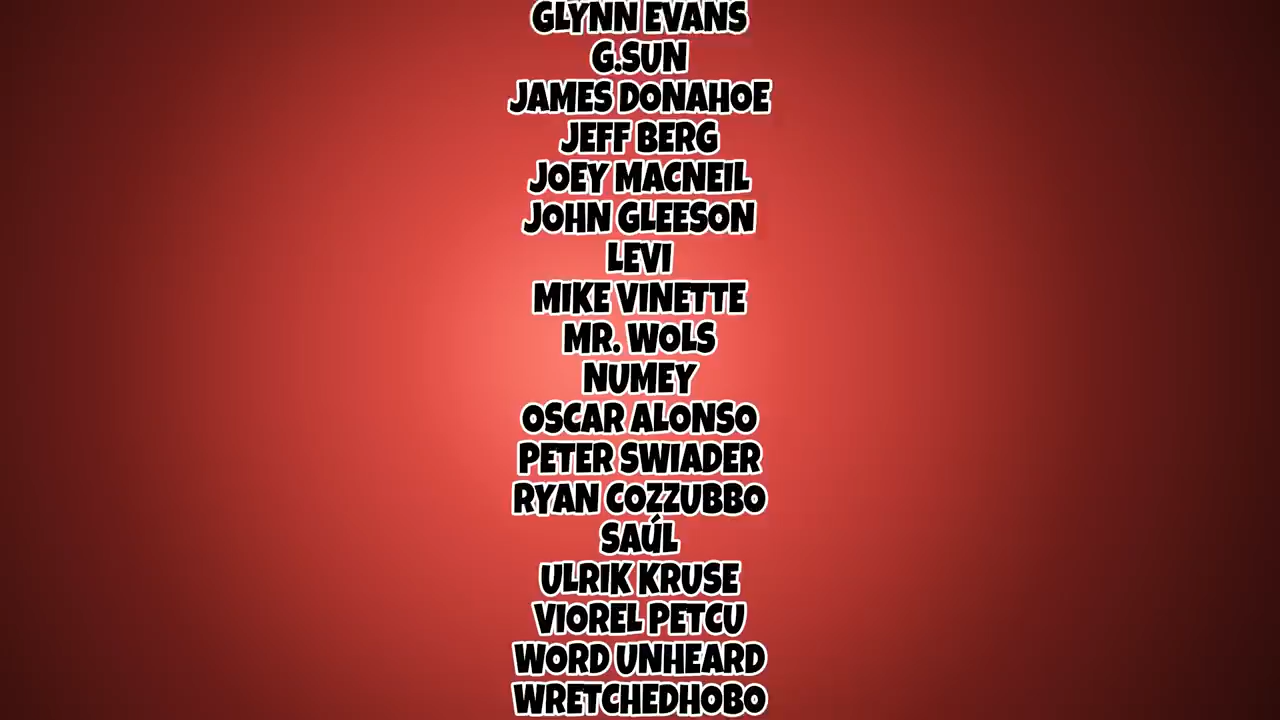 GLYNN EVANS
G.SUN
JAMES DONAHOE
JEFF BERG
JOEY MACNEIL
JOHN GLEESON
LEVI
MIKE VINETTE
MR. WOLS
NUMEY
OSCAR ALONSO
PETER SWIADER
RYAN COZZUBBO
SAÚL
ULRIK KRUSE
VIOREL PETCU
WORD UNHEARD
WRETCHEDHOBO